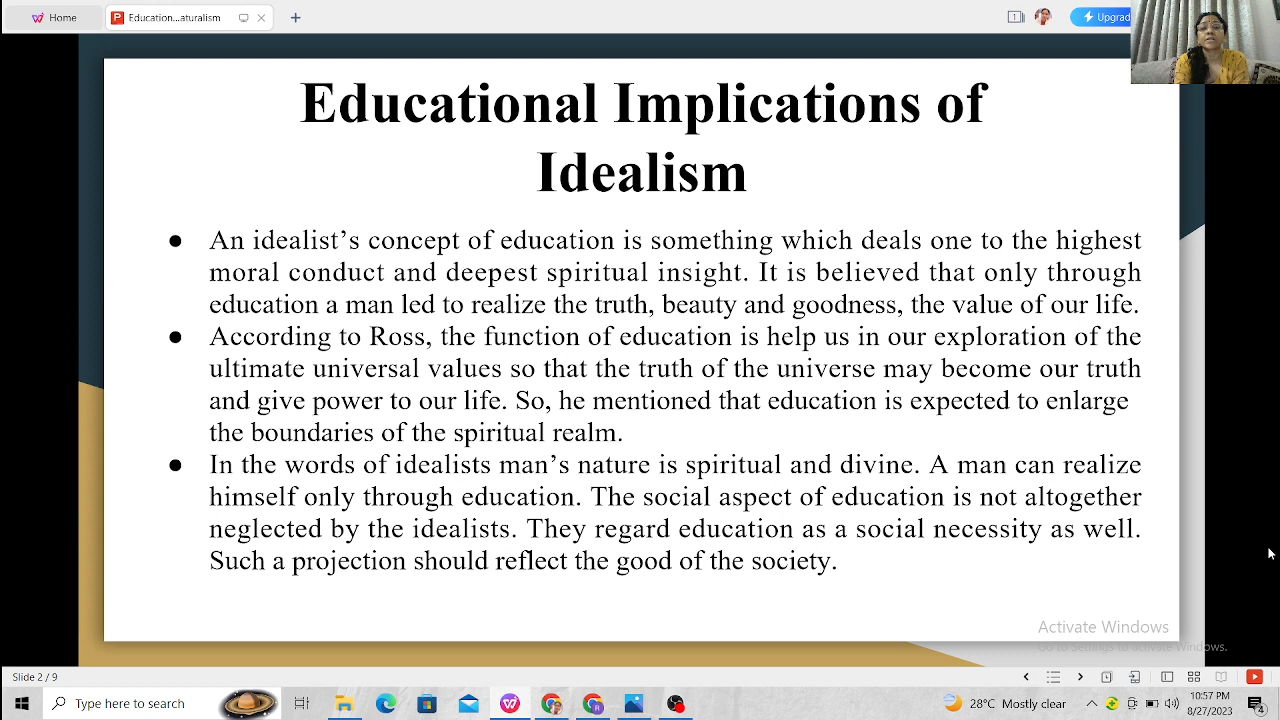 Home
Education...aturalism
1
Upgrad
Educational Implications of
Idealism
● An idealist’s concept of education is something which deals one to the highest
moral conduct and deepest spiritual insight. It is believed that only through
education a man led to realize the truth, beauty and goodness, the value of our life.
● According to Ross, the function of education is help us in our exploration of the
ultimate universal values so that the truth of the universe may become our truth
and give power to our life. So, he mentioned that education is expected to enlarge
the boundaries of the spiritual realm.
● In the words of idealists man’s nature is spiritual and divine. A man can realize
himself only through education. The social aspect of education is not altogether
neglected by the idealists. They regard education as a social necessity as well.
Such a projection should reflect the good of the society.
Activate Windows
Go to Settings to activate Windows.
Slide 2 / 9
Type here to search
28°C Mostly clear
10:57 PM
8/27/2023
4